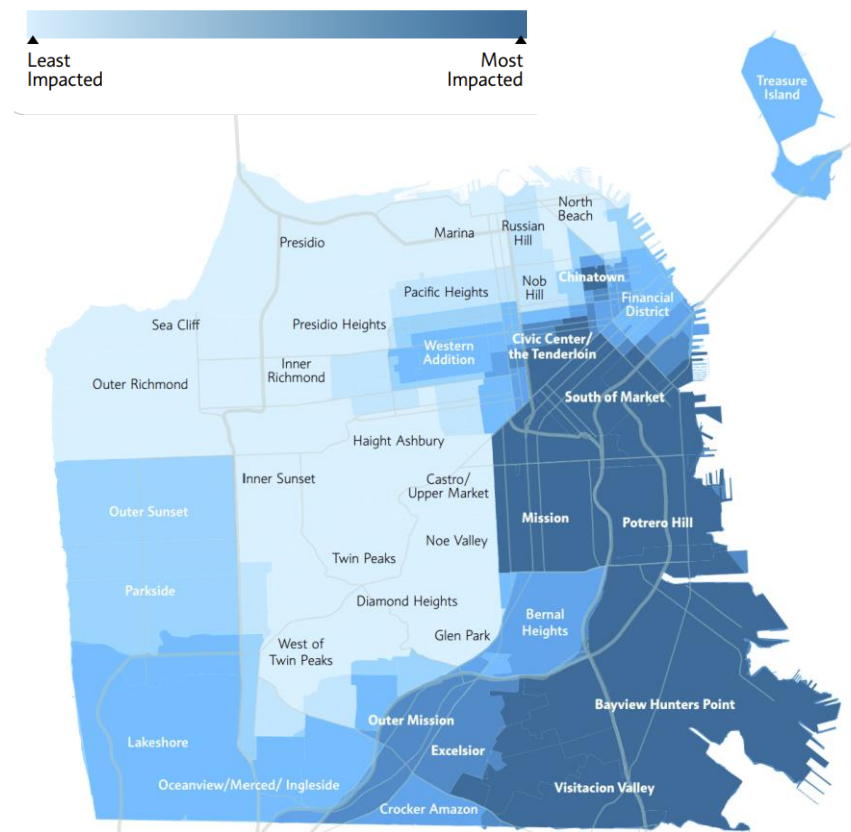 Least
Impacted
Most
Impacted
Treasure
Island
North
Beach
Russian
Hill
Marina
Presidio
Chinatown
Nob
Hill
Pacific Heights
Financial
District
Sea Cliff
Presidio Heights
Civic Center/
the Tenderloin
Western
Addition
Inner
Richmond
Outer Richmond
South of Market
Haight Ashbury
Inner Sunset
Castro/
Upper Market
Outer Sunset
Mission
Potrero Hill
Noe Valley
Twin Peaks
Parkside
Diamond Heights
Bernal
Heights
Glen Park
West of
Twin Peaks
Bayview Hunters Point
Outer Mission
Lakeshore
Excelsior
Oceanview/Merced/ Ingleside
Visitacion Valley
Crocker Amazon